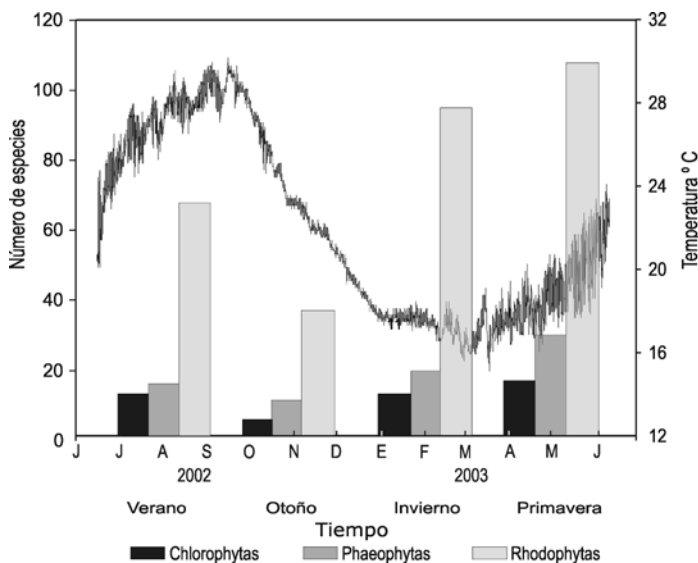 Número de especies
120
100
80
60
40
20
0
32
28
24
20
16
12
Temperatura º C
J J A S O N D E F M A M J
2002 2003
Verano Otoño Invierno Primavera
Tiempo
Chlorophytas Phaeophytas Rhodophytas